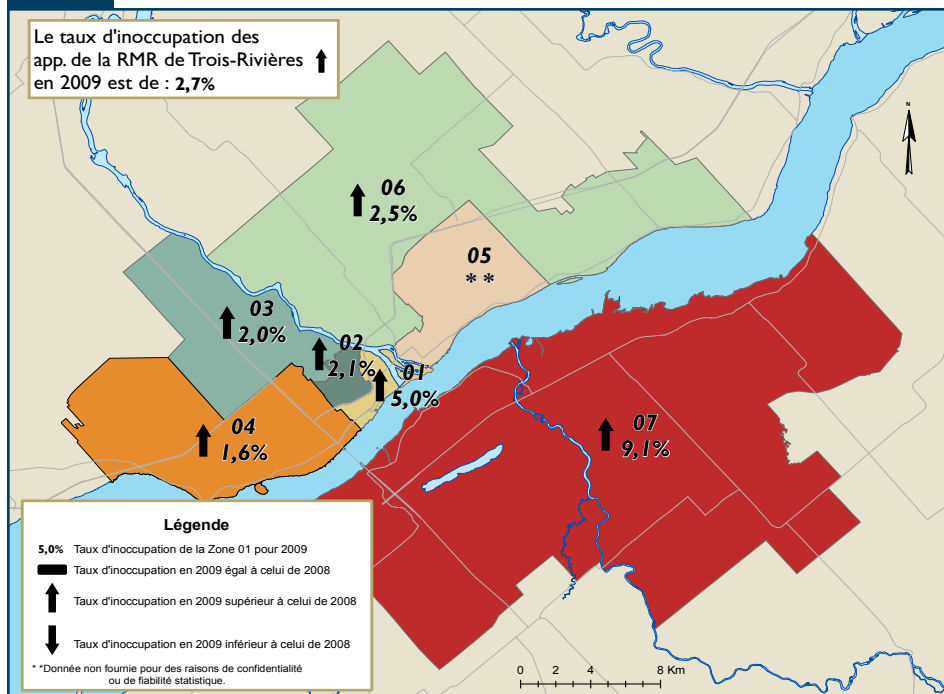 Le taux d'inoccupation des
app. de la RMR de Trois-Rivières
en 2009 est de : 2,7%
N
06
2,5%
05
**
03
2,0%
02
2,1%
01
5,0%
04
1,6%
07
9,1%
Légende
5,0% Taux d'inoccupation de la Zone 01 pour 2009
Taux d'inoccupation en 2009 égal à celui de 2008
Taux d'inoccupation en 2009 supérieur à celui de 2008
Taux d'inoccupation en 2009 inférieur à celui de 2008
* *Donnée non fournie pour des raisons de confidentialité
ou de fiabilité statistique.
0 2 4 8 Km